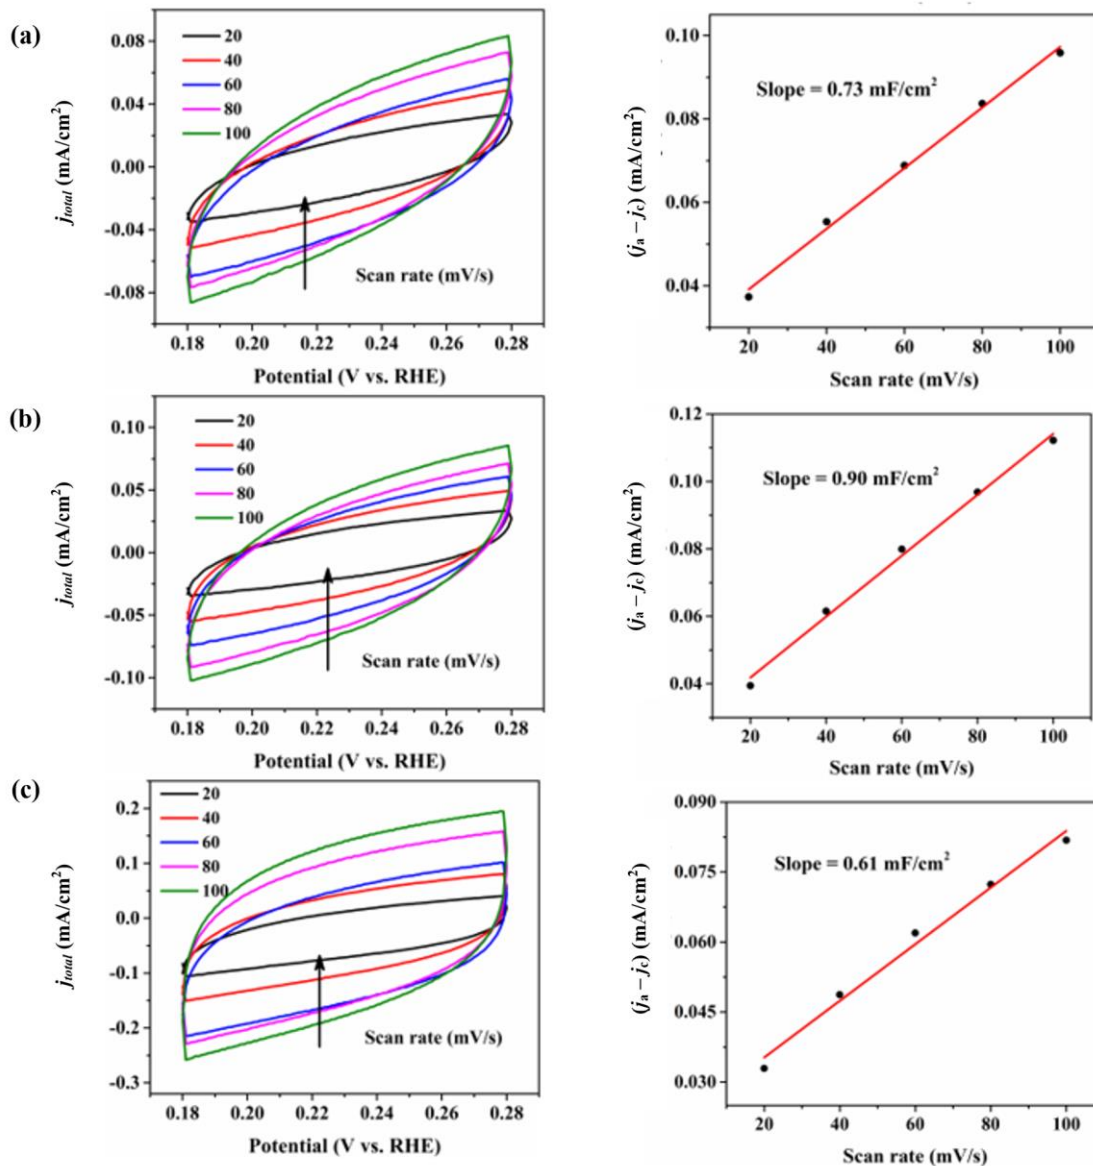 (a)
20
40
60
80
100
0.08
0.04
0.00
-0.04
-0.08
j_total (mA/cm²)
Scan rate (mV/s)
0.18 0.20 0.22 0.24 0.26 0.28
Potential (V vs. RHE)
0.10
0.08
0.06
0.04
(j_a − j_c) (mA/cm²)
Slope = 0.73 mF/cm²
20 40 60 80 100
Scan rate (mV/s)
(b)
20
40
60
80
100
0.10
0.05
0.00
-0.05
-0.10
j_total (mA/cm²)
Scan rate (mV/s)
0.18 0.20 0.22 0.24 0.26 0.28
Potential (V vs. RHE)
0.12
0.10
0.08
0.06
0.04
(j_a − j_c) (mA/cm²)
Slope = 0.90 mF/cm²
20 40 60 80 100
Scan rate (mV/s)
(c)
20
40
60
80
100
0.2
0.1
0.0
-0.1
-0.2
-0.3
j_total (mA/cm²)
Scan rate (mV/s)
0.18 0.20 0.22 0.24 0.26 0.28
Potential (V vs. RHE)
0.090
0.075
0.060
0.045
0.030
(j_a − j_c) (mA/cm²)
Slope = 0.61 mF/cm²
20 40 60 80 100
Scan rate (mV/s)